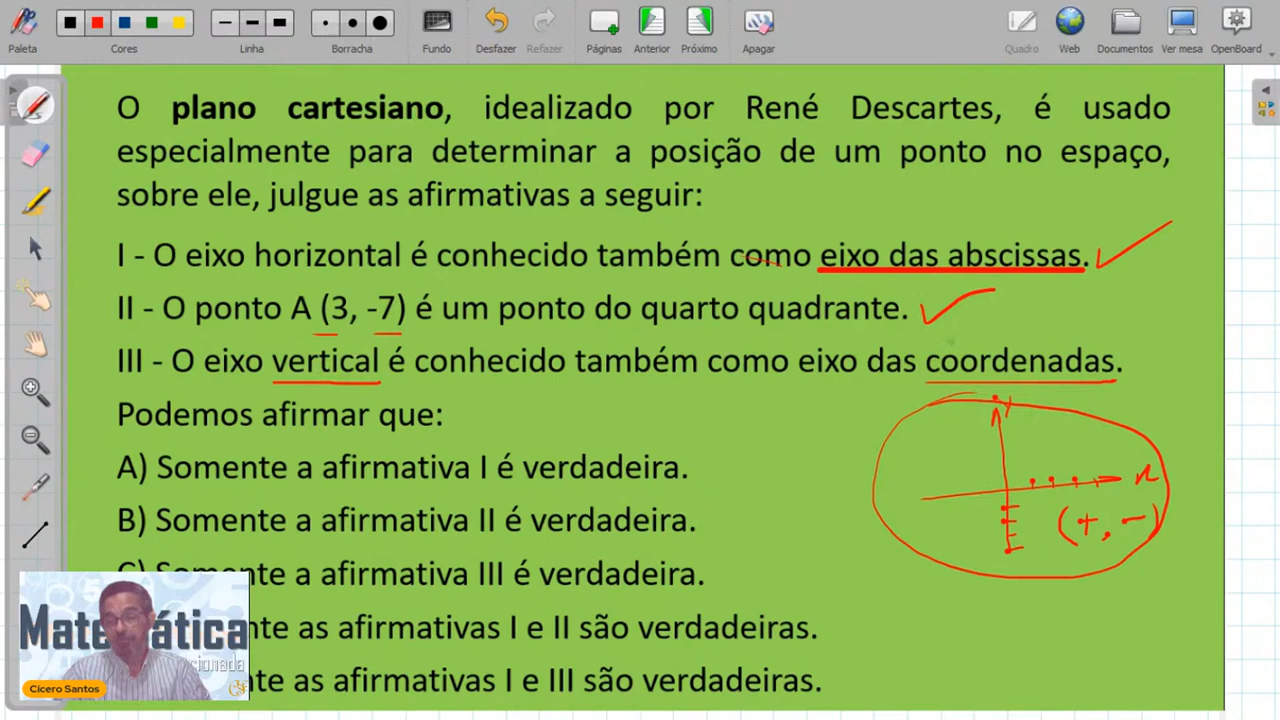 Paleta
Cores
Linha
Borracha
Fundo
Desfazer
Refazer
Páginas
Anterior
Próximo
Apagar
Quadro
Web
Documentos
Ver mesa
OpenBoard
O plano cartesiano, idealizado por René Descartes, é usado
especialmente para determinar a posição de um ponto no espaço,
sobre ele, julgue as afirmativas a seguir:
I - O eixo horizontal é conhecido também como eixo das abscissas.
II - O ponto A (3, -7) é um ponto do quarto quadrante.
III - O eixo vertical é conhecido também como eixo das coordenadas.
Podemos afirmar que:
A) Somente a afirmativa I é verdadeira.
B) Somente a afirmativa II é verdadeira.
C) Somente a afirmativa III é verdadeira.
nte as afirmativas I e II são verdadeiras.
nte as afirmativas I e III são verdadeiras.
y
x
(+, -)
Matemática
cionada
Cícero Santos